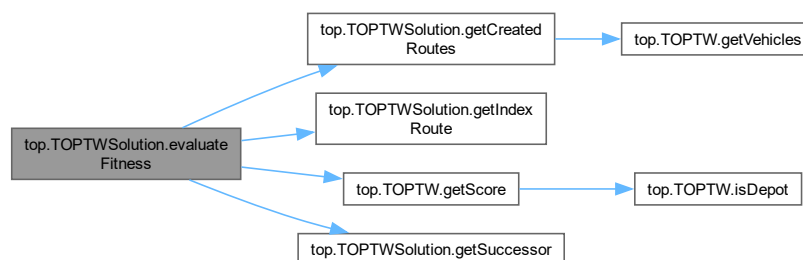 top.TOPTWSolution.getCreated
Routes
top.TOPTW.getVehicles
top.TOPTWSolution.getIndex
Route
top.TOPTWSolution.evaluate
Fitness
top.TOPTW.getScore
top.TOPTW.isDepot
top.TOPTWSolution.getSuccessor